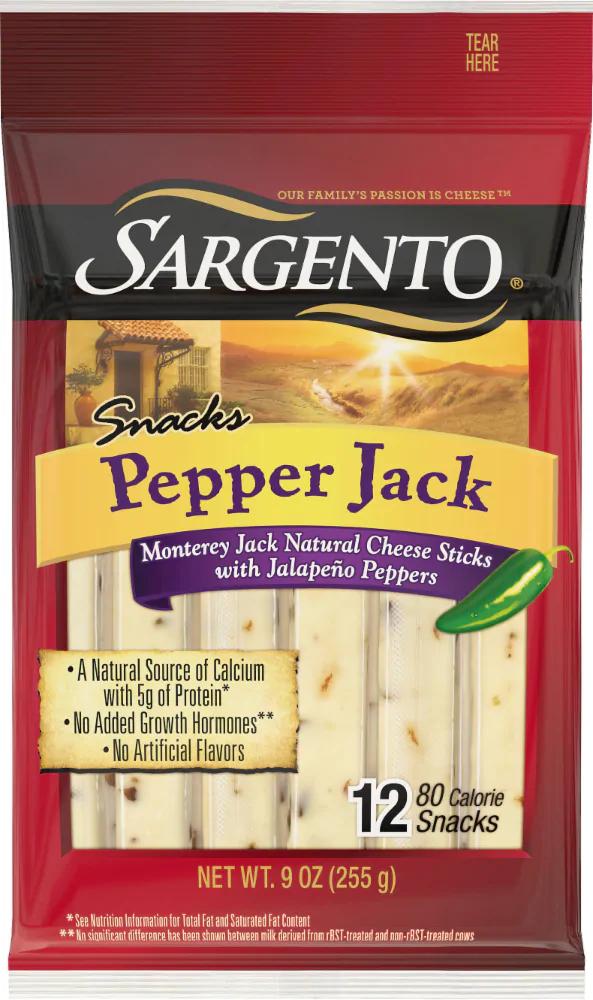 TEAR
HERE
OUR FAMILY'S PASSION IS CHEESE™
SARGENTO®
Snacks
Pepper Jack
Monterey Jack Natural Cheese Sticks
with Jalapeño Peppers
• A Natural Source of Calcium
with 5g of Protein*
• No Added Growth Hormones**
• No Artificial Flavors
12 80 Calorie
Snacks
NET WT. 9 OZ (255 g)
* See Nutrition Information for Total Fat and Saturated Fat Content
** No significant difference has been shown between milk derived from rBST-treated and non-rBST-treated cows